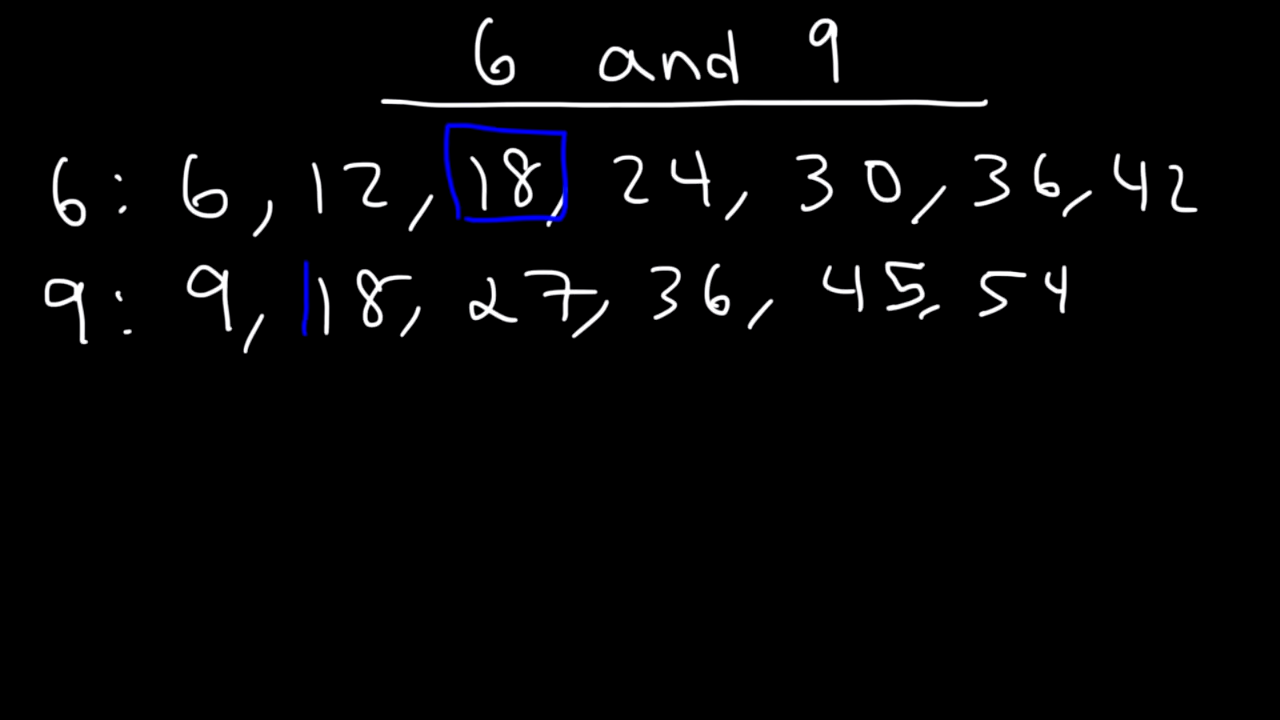 6 and 9
6: 6, 12, 18, 24, 30, 36, 42
9: 9, 18, 27, 36, 45, 54